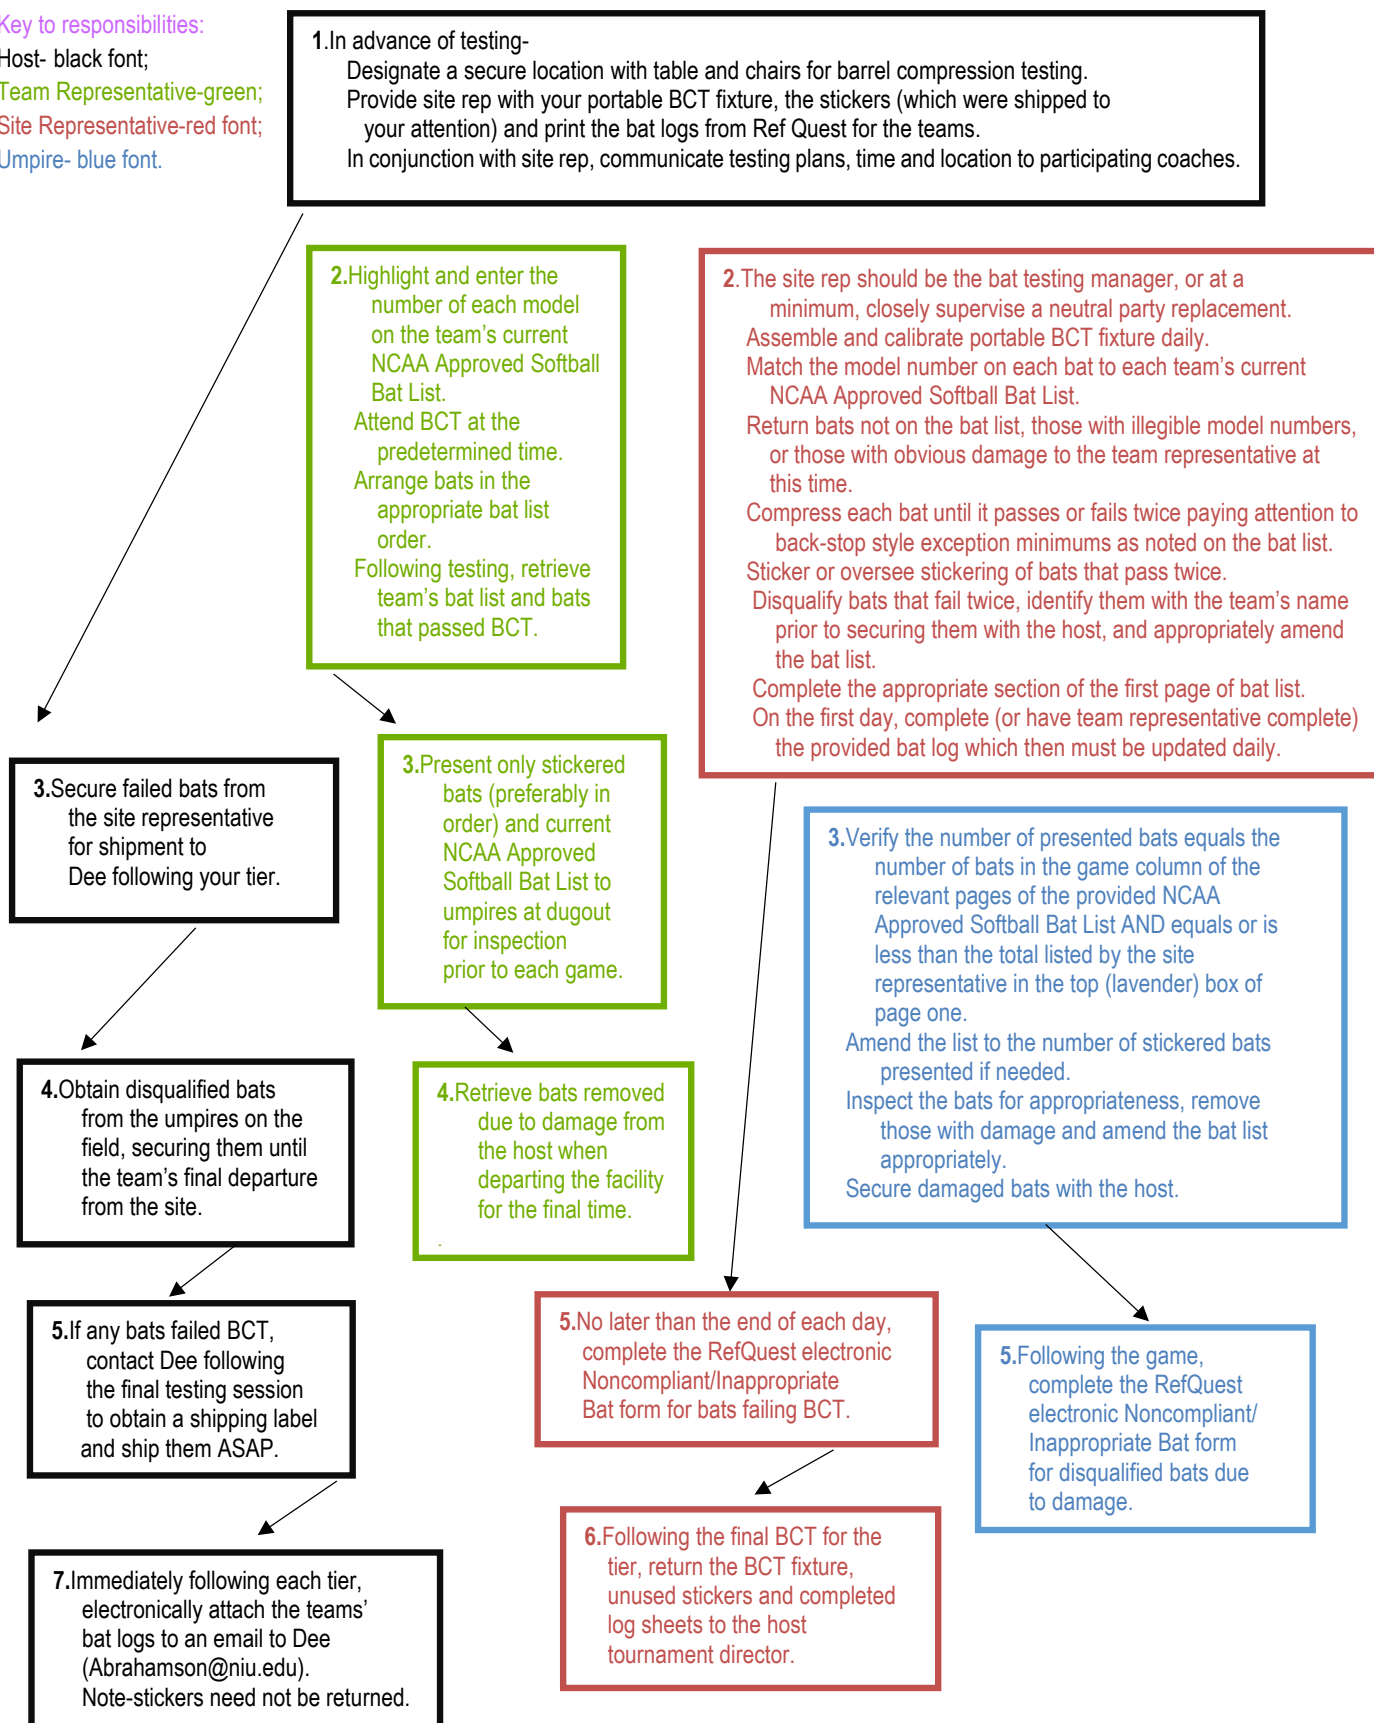 Key to responsibilities:
Host- black font;
Team Representative-green;
Site Representative-red font;
Umpire- blue font.
1.In advance of testing-
Designate a secure location with table and chairs for barrel compression testing.
Provide site rep with your portable BCT fixture, the stickers (which were shipped to
your attention) and print the bat logs from Ref Quest for the teams.
In conjunction with site rep, communicate testing plans, time and location to participating coaches.
2.Highlight and enter the
number of each model
on the team's current
NCAA Approved Softball
Bat List.
Attend BCT at the
predetermined time.
Arrange bats in the
appropriate bat list
order.
Following testing, retrieve
team's bat list and bats
that passed BCT.
2.The site rep should be the bat testing manager, or at a
minimum, closely supervise a neutral party replacement.
Assemble and calibrate portable BCT fixture daily.
Match the model number on each bat to each team's current
NCAA Approved Softball Bat List.
Return bats not on the bat list, those with illegible model numbers,
or those with obvious damage to the team representative at
this time.
Compress each bat until it passes or fails twice paying attention to
back-stop style exception minimums as noted on the bat list.
Sticker or oversee stickering of bats that pass twice.
Disqualify bats that fail twice, identify them with the team's name
prior to securing them with the host, and appropriately amend
the bat list.
Complete the appropriate section of the first page of bat list.
On the first day, complete (or have team representative complete)
the provided bat log which then must be updated daily.
3.Secure failed bats from
the site representative
for shipment to
Dee following your tier.
3.Present only stickered
bats (preferably in
order) and current
NCAA Approved
Softball Bat List to
umpires at dugout
for inspection
prior to each game.
3.Verify the number of presented bats equals the
number of bats in the game column of the
relevant pages of the provided NCAA
Approved Softball Bat List AND equals or is
less than the total listed by the site
representative in the top (lavender) box of
page one.
Amend the list to the number of stickered bats
presented if needed.
Inspect the bats for appropriateness, remove
those with damage and amend the bat list
appropriately.
Secure damaged bats with the host.
4.Obtain disqualified bats
from the umpires on the
field, securing them until
the team's final departure
from the site.
4.Retrieve bats removed
due to damage from
the host when
departing the facility
for the final time.
.
5.If any bats failed BCT,
contact Dee following
the final testing session
to obtain a shipping label
and ship them ASAP.
5.No later than the end of each day,
complete the RefQuest electronic
Noncompliant/Inappropriate
Bat form for bats failing BCT.
5.Following the game,
complete the RefQuest
electronic Noncompliant/
Inappropriate Bat form
for disqualified bats due
to damage.
6.Following the final BCT for the
tier, return the BCT fixture,
unused stickers and completed
log sheets to the host
tournament director.
7.Immediately following each tier,
electronically attach the teams'
bat logs to an email to Dee
(Abrahamson@niu.edu).
Note-stickers need not be returned.